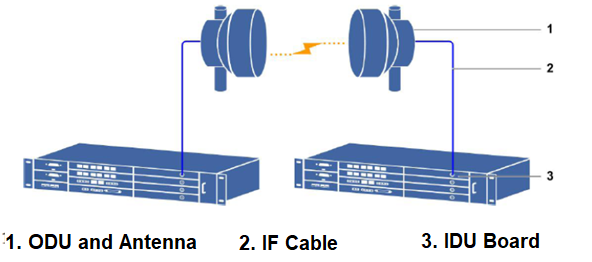 1
2
3
1. ODU and Antenna
2. IF Cable
3. IDU Board